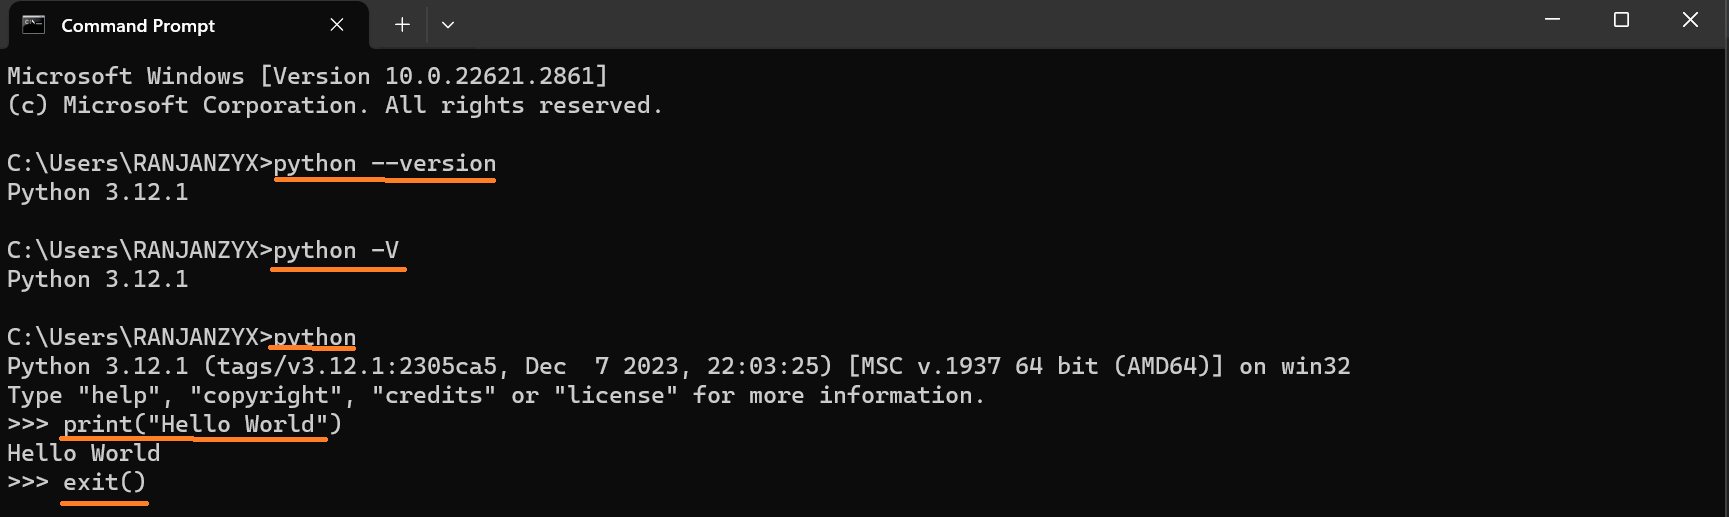 Command Prompt
Microsoft Windows [Version 10.0.22621.2861]
(c) Microsoft Corporation. All rights reserved.
C:\Users\RANJANZYX>python --version
Python 3.12.1
C:\Users\RANJANZYX>python -V
Python 3.12.1
C:\Users\RANJANZYX>python
Python 3.12.1 (tags/v3.12.1:2305ca5, Dec  7 2023, 22:03:25) [MSC v.1937 64 bit (AMD64)] on win32
Type "help", "copyright", "credits" or "license" for more information.
>>> print("Hello World")
Hello World
>>> exit()